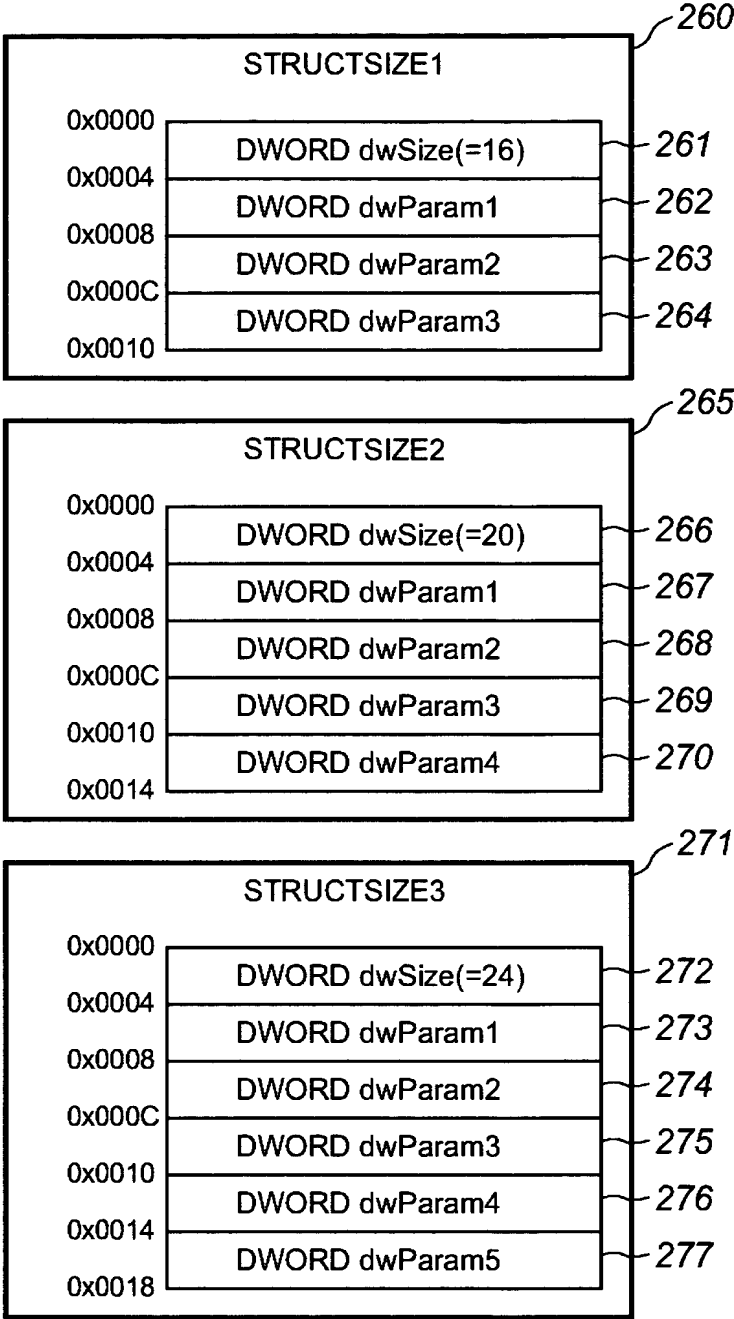 260
STRUCTSIZE1
0x0000
DWORD dwSize(=16) 261
0x0004
DWORD dwParam1 262
0x0008
DWORD dwParam2 263
0x000C
DWORD dwParam3 264
0x0010
265
STRUCTSIZE2
0x0000
DWORD dwSize(=20) 266
0x0004
DWORD dwParam1 267
0x0008
DWORD dwParam2 268
0x000C
DWORD dwParam3 269
0x0010
DWORD dwParam4 270
0x0014
271
STRUCTSIZE3
0x0000
DWORD dwSize(=24) 272
0x0004
DWORD dwParam1 273
0x0008
DWORD dwParam2 274
0x000C
DWORD dwParam3 275
0x0010
DWORD dwParam4 276
0x0014
DWORD dwParam5 277
0x0018